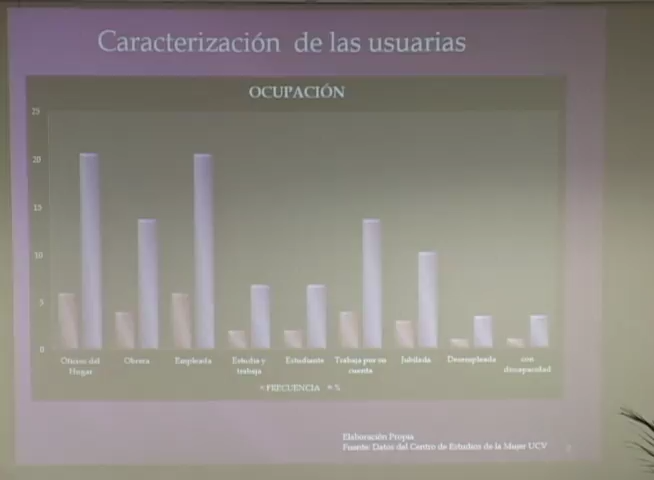 Caracterización de las usuarias
OCUPACIÓN
25
20
15
10
5
0
Oficios del
Hogar
Obrera
Empleada
Estudia y
trabaja
Estudiante
Trabaja por su
cuenta
Jubilada
Desempleada
con
discapacidad
FRECUENCIA %
Elaboración Propia
Fuente: Datos del Centro de Estudios de la Mujer UCV